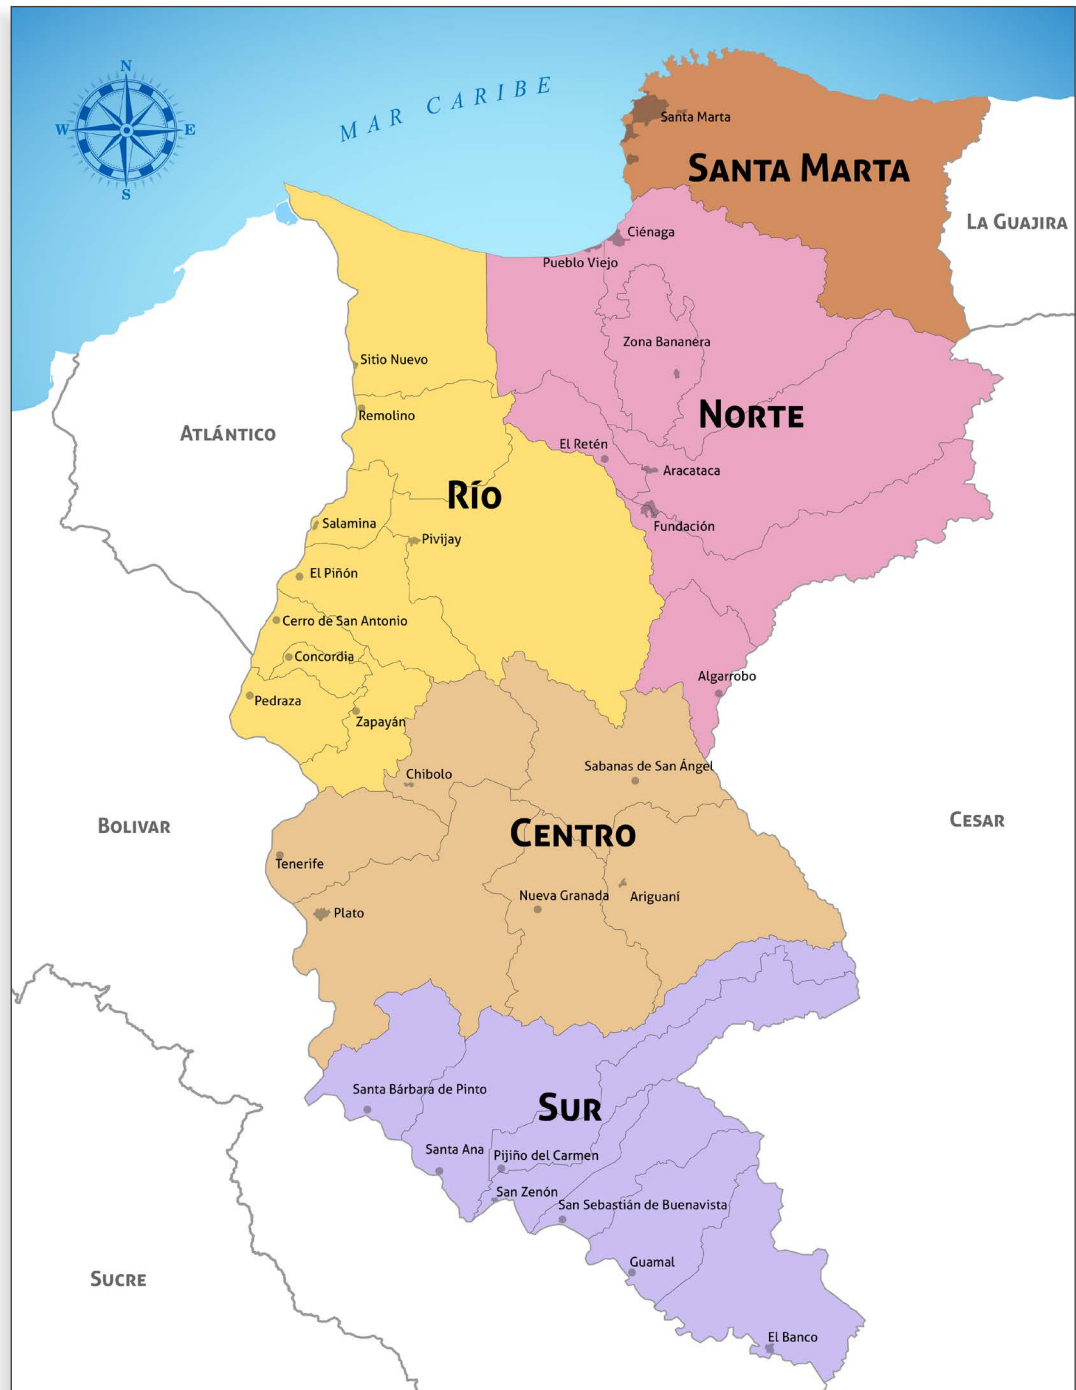 N
W
E
S
MAR CARIBE
Santa Marta
SANTA MARTA
LA GUAJIRA
Ciénaga
Pueblo Viejo
Zona Bananera
Sitio Nuevo
Remolino
NORTE
ATLÁNTICO
El Retén
Aracataca
RÍO
Salamina
Fundación
Pivijay
El Piñón
Cerro de San Antonio
Concordia
Algarrobo
Pedraza
Zapayán
Sabanas de San Ángel
Chibolo
BOLIVAR
CENTRO
CESAR
Tenerife
Nueva Granada
Ariguaní
Plato
Santa Bárbara de Pinto
SUR
Santa Ana
Pijiño del Carmen
San Zenón
San Sebastián de Buenavista
Guamal
SUCRE
El Banco